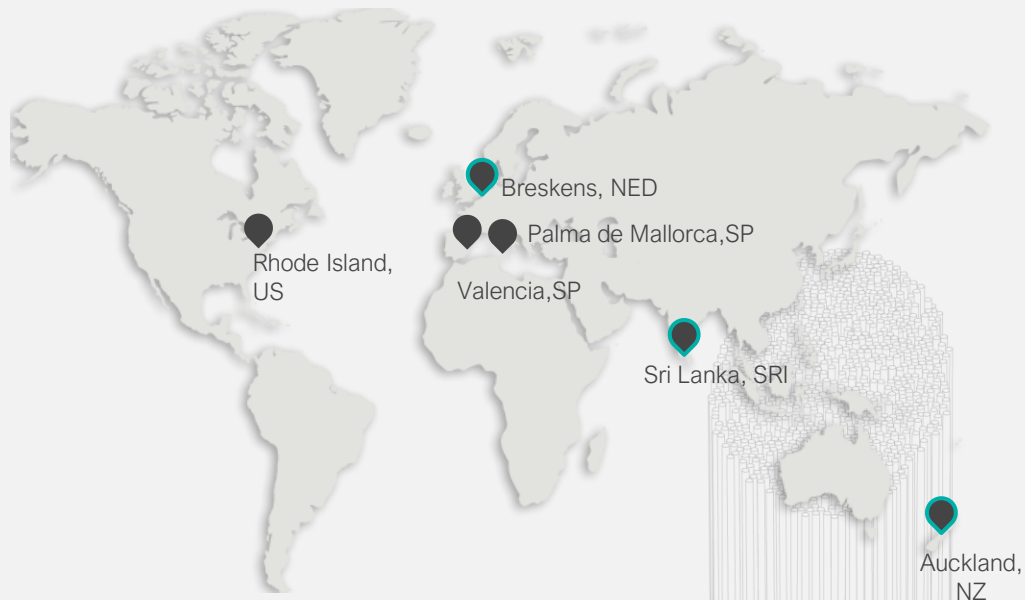 Breskens, NED
Palma de Mallorca,SP
Rhode Island,
US
Valencia,SP
Sri Lanka, SRI
Auckland,
NZ